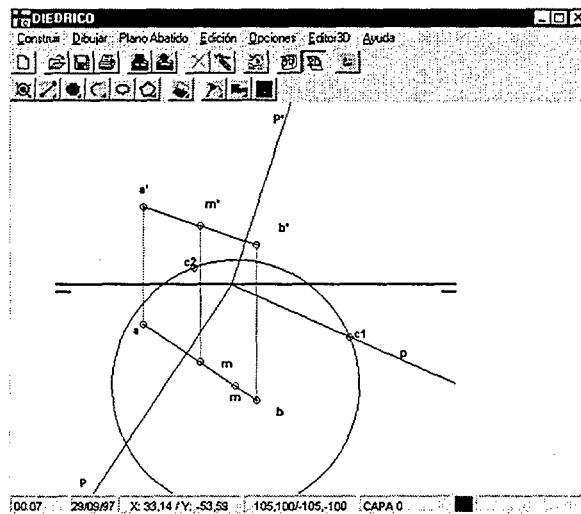 DIEDRICO
Construir Dibujar Plano Abatido Edición Opciones Editor3D Ayuda
p'
a'
m'
b'
c2
a
m
c1
p
m
b
p
00:07 29/09/97 X: 33,14 / Y: -53,59 -105,100/-105,-100 CAPA 0